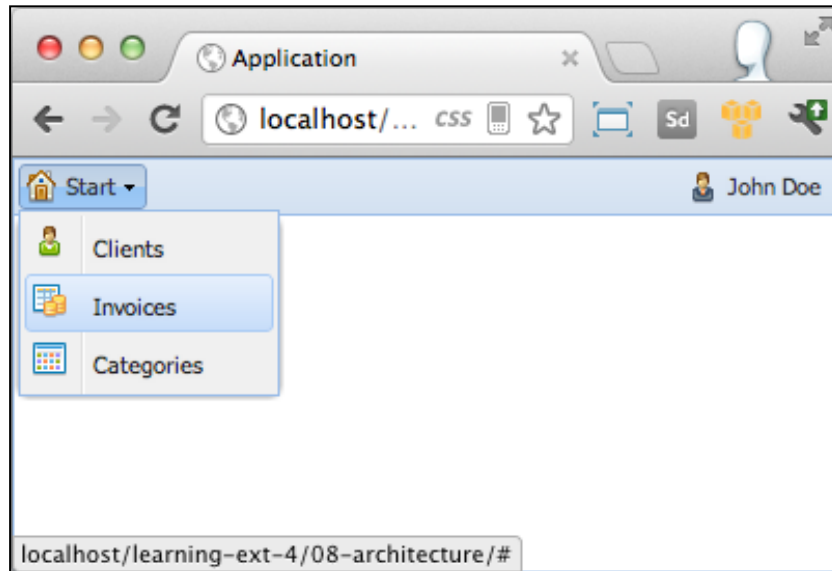 Application
localhost/... css
Sd
Start
John Doe
Clients
Invoices
Categories
localhost/learning-ext-4/08-architecture/#